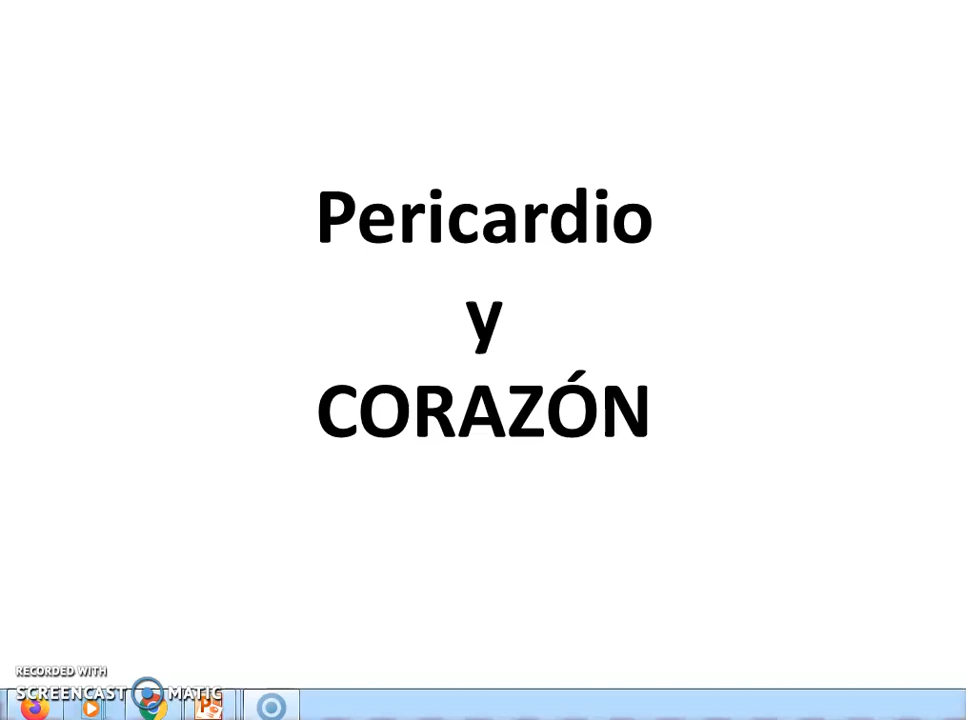 Pericardio
y
CORAZÓN
RECORDED WITH
SCREENCAST MATIC